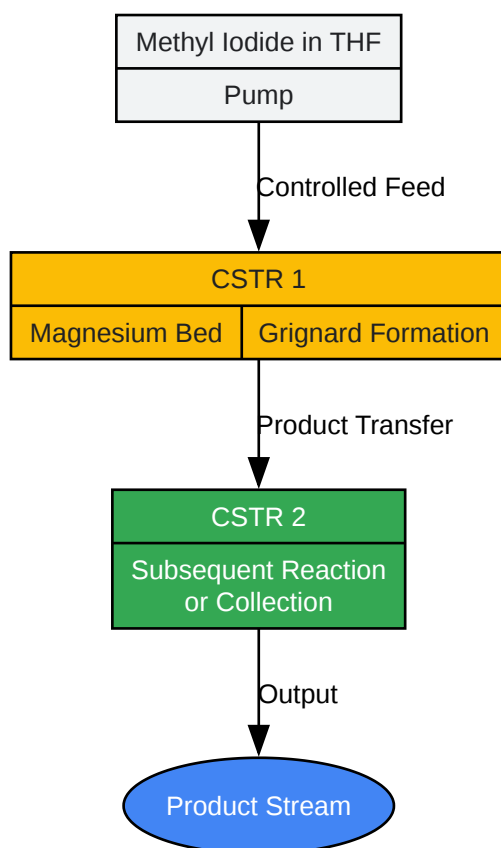 Methyl Iodide in THF
Pump
Controlled Feed
CSTR 1
Magnesium Bed
Grignard Formation
Product Transfer
CSTR 2
Subsequent Reaction
or Collection
Output
Product Stream